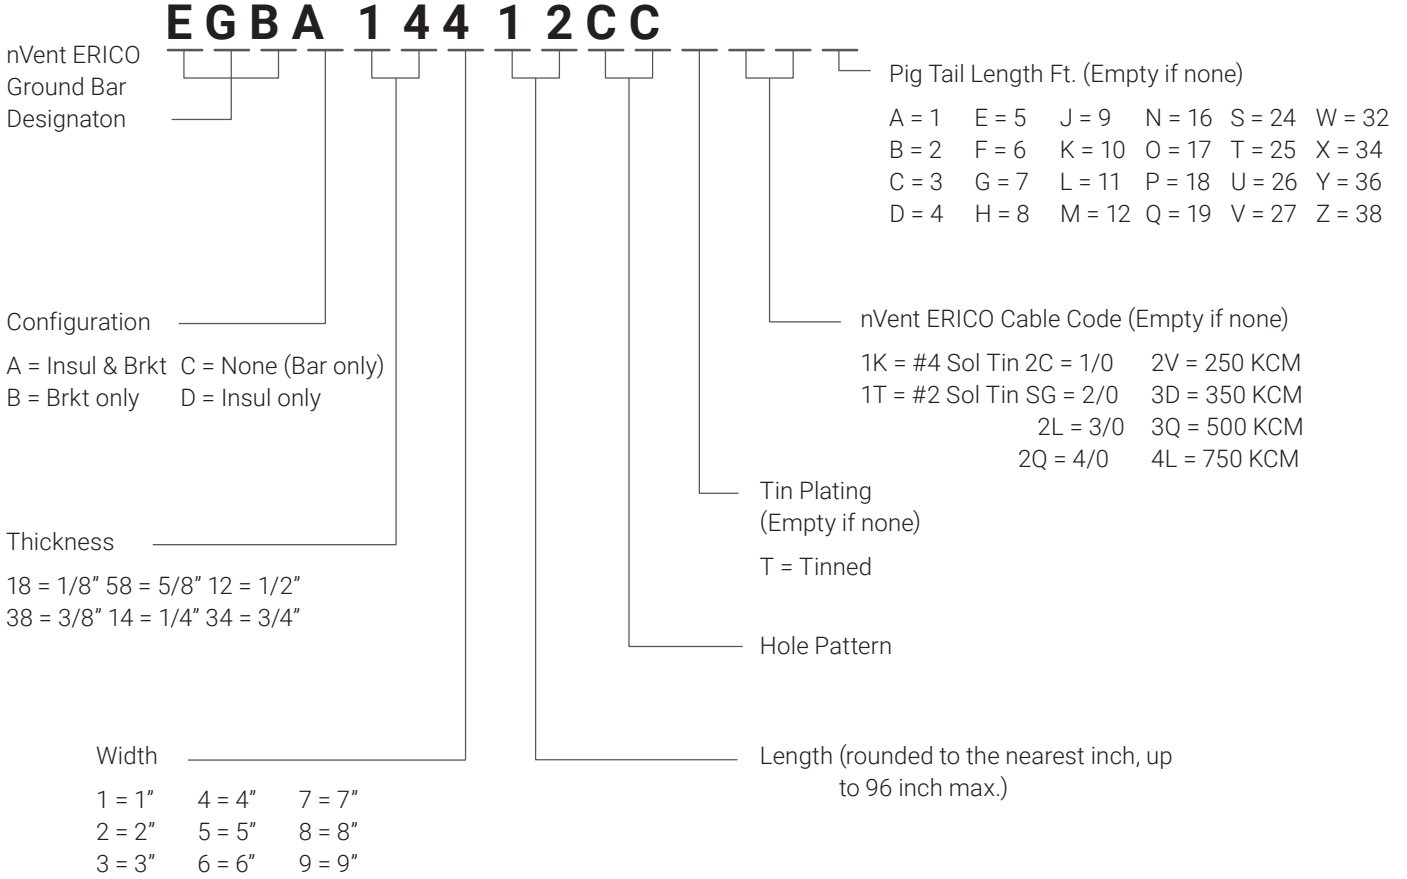 EGBA 14412CC
nVent ERICO
Ground Bar
Designaton
Pig Tail Length Ft. (Empty if none)
A = 1 E = 5 J = 9 N = 16 S = 24 W = 32
B = 2 F = 6 K = 10 O = 17 T = 25 X = 34
C = 3 G = 7 L = 11 P = 18 U = 26 Y = 36
D = 4 H = 8 M = 12 Q = 19 V = 27 Z = 38
Configuration
A = Insul & Brkt C = None (Bar only)
B = Brkt only D = Insul only
nVent ERICO Cable Code (Empty if none)
1K = #4 Sol Tin 2C = 1/0 2V = 250 KCM
1T = #2 Sol Tin SG = 2/0 3D = 350 KCM
2L = 3/0 3Q = 500 KCM
2Q = 4/0 4L = 750 KCM
Tin Plating
(Empty if none)
T = Tinned
Thickness
18 = 1/8” 58 = 5/8” 12 = 1/2”
38 = 3/8” 14 = 1/4” 34 = 3/4”
Hole Pattern
Width
1 = 1” 4 = 4” 7 = 7”
2 = 2” 5 = 5” 8 = 8”
3 = 3” 6 = 6” 9 = 9”
Length (rounded to the nearest inch, up
to 96 inch max.)